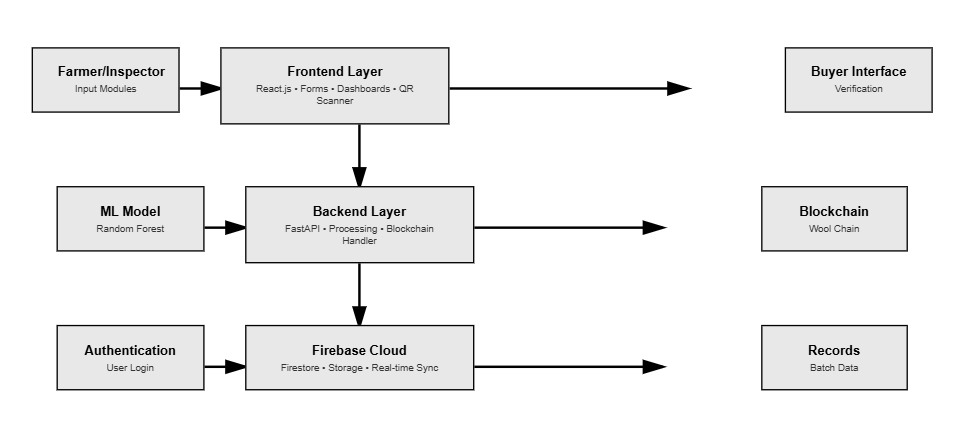 Farmer/Inspector
Input Modules
Frontend Layer
React.js • Forms • Dashboards • QR
Scanner
Buyer Interface
Verification
ML Model
Random Forest
Backend Layer
FastAPI • Processing • Blockchain
Handler
Blockchain
Wool Chain
Authentication
User Login
Firebase Cloud
Firestore • Storage • Real-time Sync
Records
Batch Data